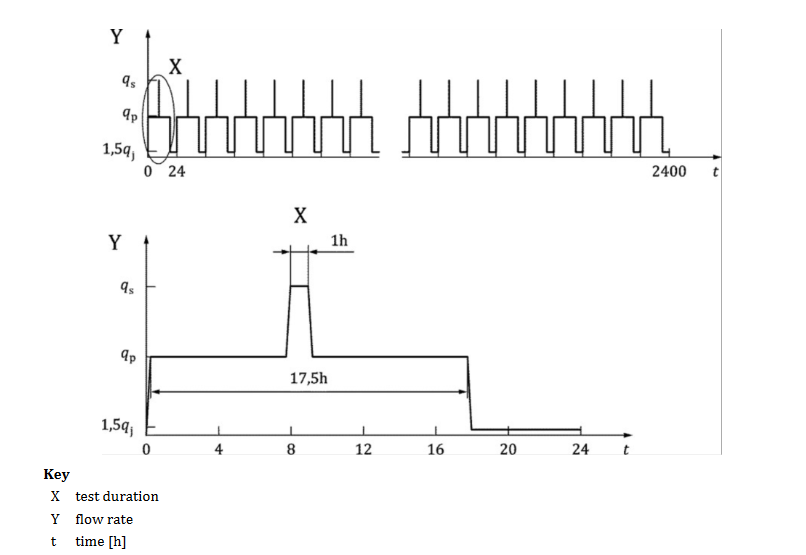 Y
X
qs
qp
1,5qj
0 24 2400 t
X
Y
1h
qs
qp
17,5h
1,5qj
0 4 8 12 16 20 24 t
Key
X test duration
Y flow rate
t time [h]